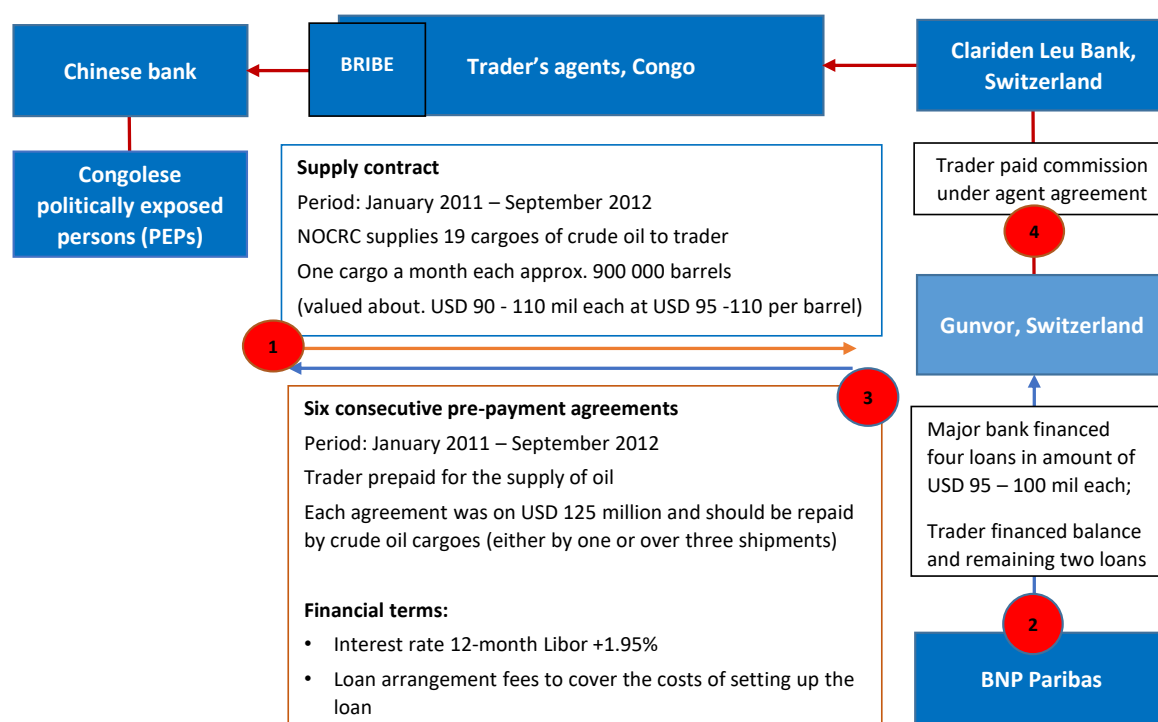 Chinese bank
BRIBE
Trader's agents, Congo
Clariden Leu Bank,
Switzerland
Congolese
politically exposed
persons (PEPs)
Supply contract
Period: January 2011 – September 2012
NOCRC supplies 19 cargoes of crude oil to trader
One cargo a month each approx. 900 000 barrels
(valued about. USD 90 - 110 mil each at USD 95 -110 per barrel)
Trader paid commission
under agent agreement
4
Gunvor, Switzerland
1
3
Six consecutive pre-payment agreements
Period: January 2011 – September 2012
Trader prepaid for the supply of oil
Each agreement was on USD 125 million and should be repaid
by crude oil cargoes (either by one or over three shipments)
Financial terms:
• Interest rate 12-month Libor +1.95%
• Loan arrangement fees to cover the costs of setting up the
loan
Major bank financed
four loans in amount of
USD 95 – 100 mil each;
Trader financed balance
and remaining two loans
2
BNP Paribas